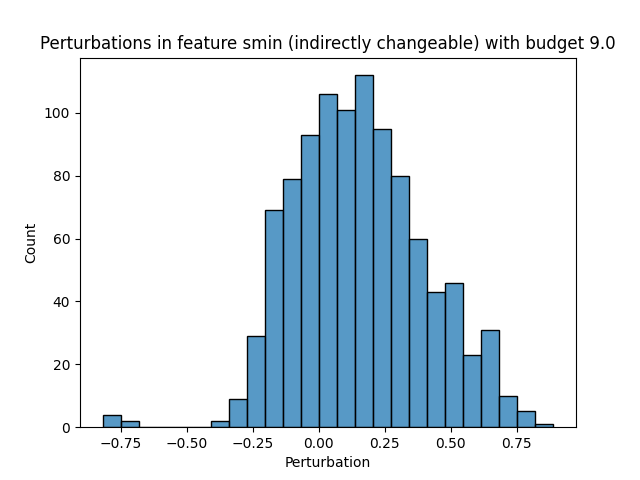 Perturbations in feature smin (indirectly changeable) with budget 9.0
100
80
60
40
20
0
Count
−0.75 −0.50 −0.25 0.00 0.25 0.50 0.75
Perturbation